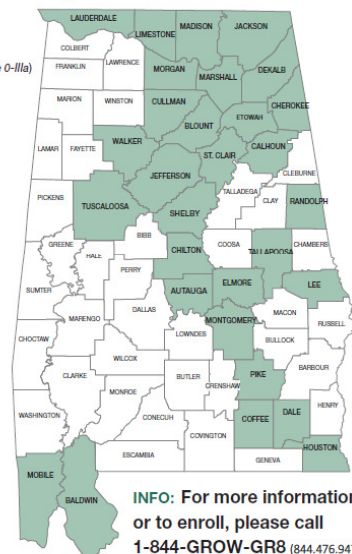 LAUDERDALE
LIMESTONE
MADISON
JACKSON
COLBERT
0-IIIa)
FRANKLIN
LAWRENCE
MORGAN
MARSHALL
DEKALB
MARION
WINSTON
CULLMAN
CHEROKEE
BLOUNT
ETOWAH
WALKER
LAMAR
FAYETTE
ST. CLAIR
CALHOUN
CLEBURNE
JEFFERSON
TALLADEGA
PICKENS
CLAY
RANDOLPH
TUSCALOOSA
SHELBY
BIBB
GREENE
HALE
CHILTON
COOSA
TALLAPOOSA
CHAMBERS
PERRY
SUMTER
AUTAUGA
ELMORE
LEE
DALLAS
MARENGO
MACON
MONTGOMERY
RUSSELL
CHOCTAW
LOWNDES
BULLOCK
WILCOX
CLARKE
BUTLER
CRENSHAW
PIKE
BARBOUR
MONROE
WASHINGTON
CONECUH
COFFEE
DALE
HENRY
COVINGTON
ESCAMBIA
GENEVA
HOUSTON
MOBILE
BALDWIN
INFO: For more information
or to enroll, please call
1-844-GROW-GR8